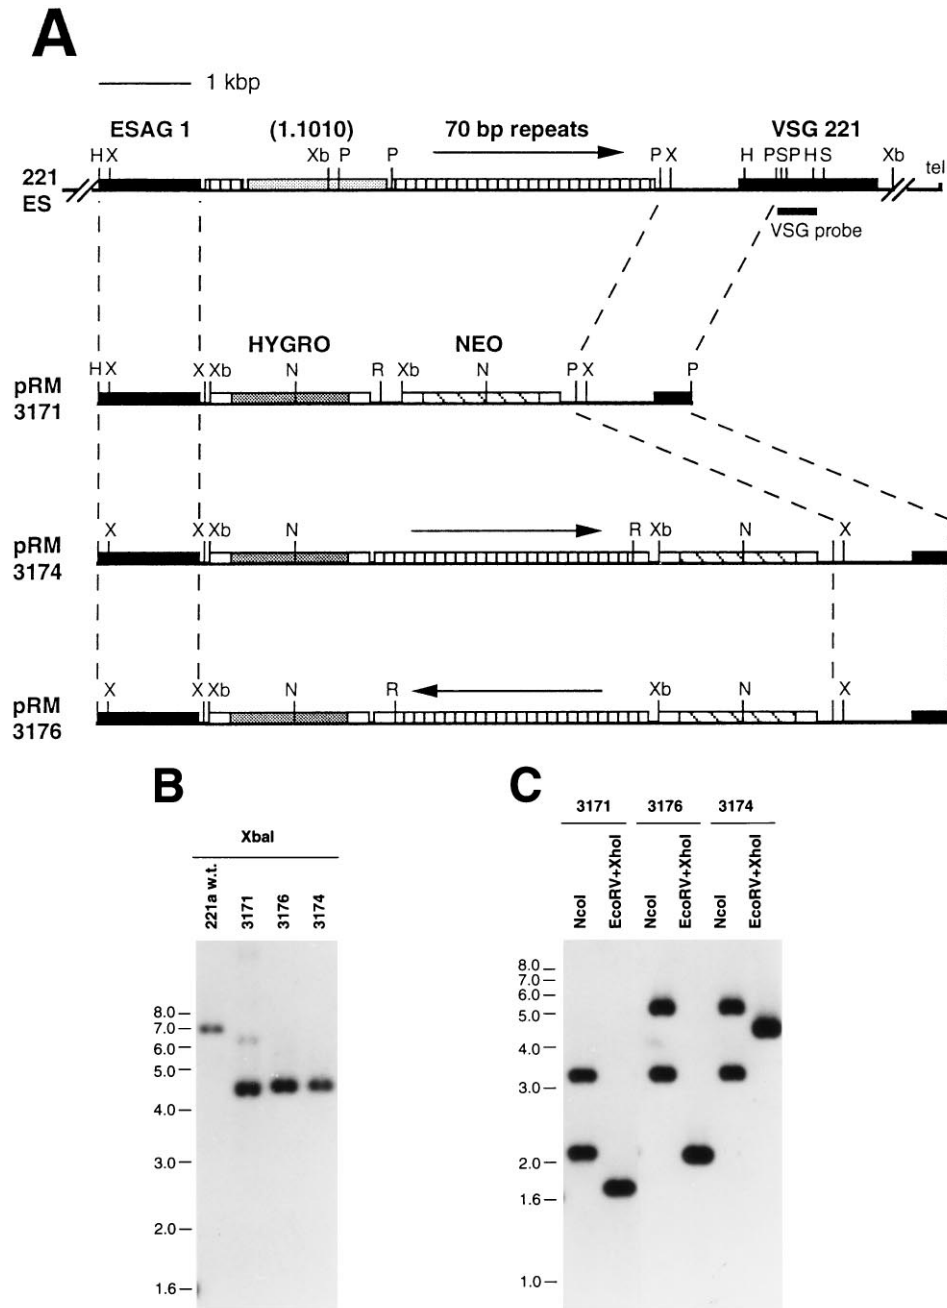 A
1 kbp
ESAG 1 (1.1010) 70 bp repeats VSG 221
H X Xb P P P X H P S P H S Xb
221 ES tel
VSG probe
HYGRO NEO
H X X Xb N R Xb N P X P
pRM 3171
X X Xb N R Xb N X
pRM 3174
X X Xb N R Xb N X
pRM 3176
B
XbaI
221a w.t. 3171 3176 3174
8.0
7.0
6.0
5.0
4.0
3.0
2.0
1.6
C
3171 3176 3174
NcoI EcoRV+XhoI NcoI EcoRV+XhoI NcoI EcoRV+XhoI
8.0
7.0
6.0
5.0
4.0
3.0
2.0
1.6
1.0